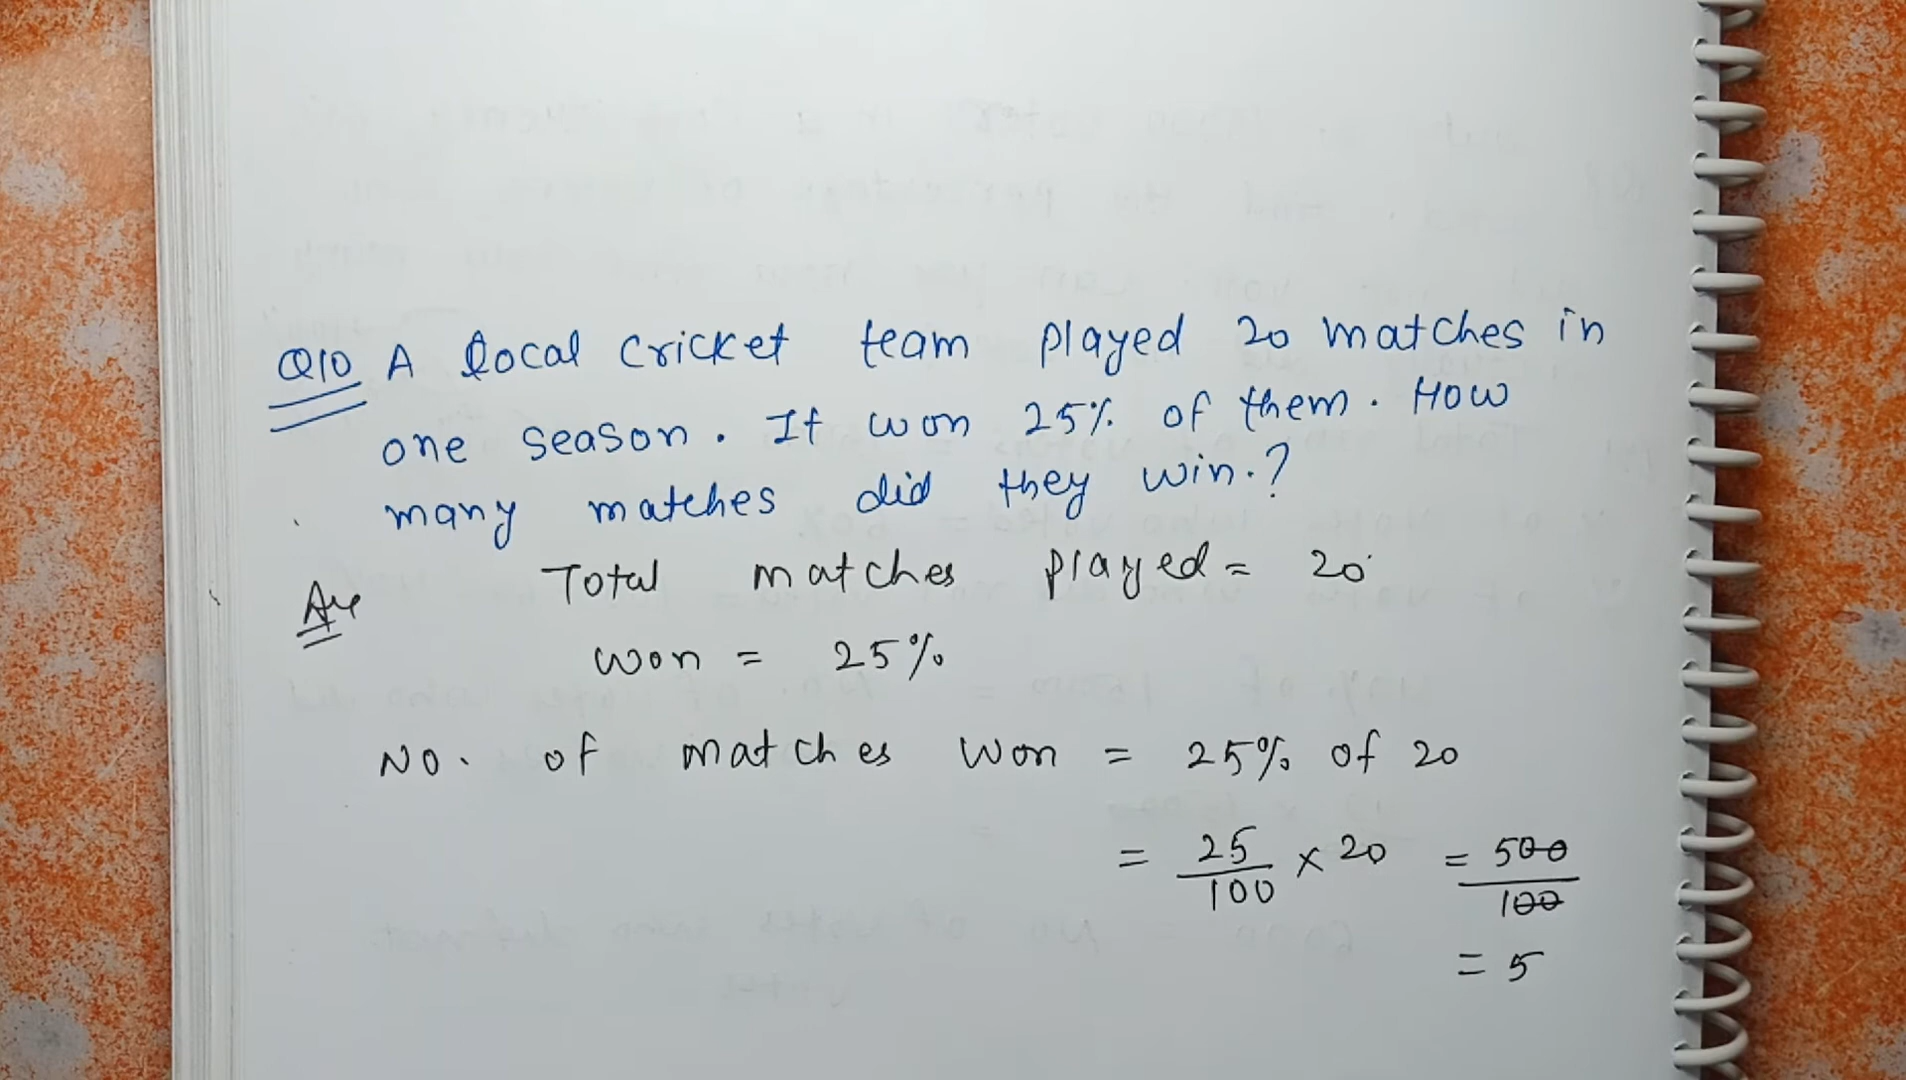 Q10 A local cricket team played 20 matches in
one season. It won 25% of them. How
many matches did they win.?
Total matches played = 20
won = 25%
No. of matches won = 25% of 20
= 25/100 × 20 = 500/100
= 5